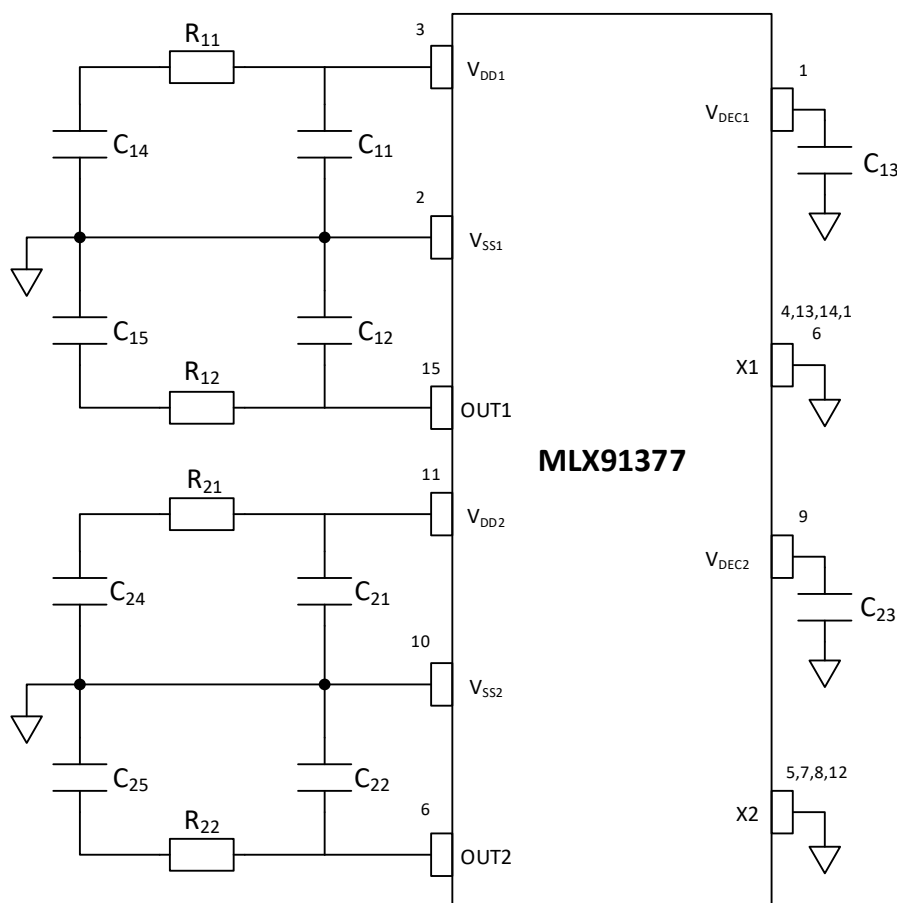 R11
3
VDD1
1
VDEC1
C14
C11
C13
2
VSS1
C15
C12
4,13,14,1
6
X1
R12
15
OUT1
MLX91377
R21
11
VDD2
9
VDEC2
C24
C21
C23
10
VSS2
C25
C22
5,7,8,12
X2
R22
6
OUT2